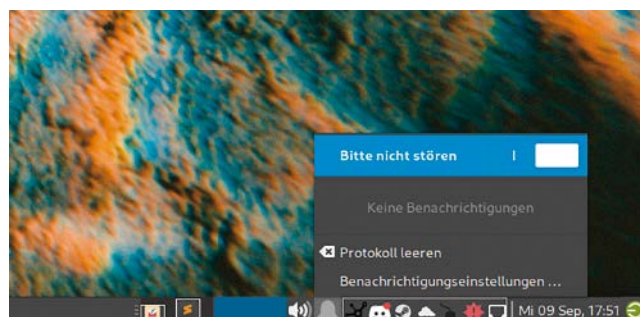 Bitte nicht stören
Keine Benachrichtigungen
Protokoll leeren
Benachrichtigungseinstellungen ...
Mi 09 Sep, 17:51